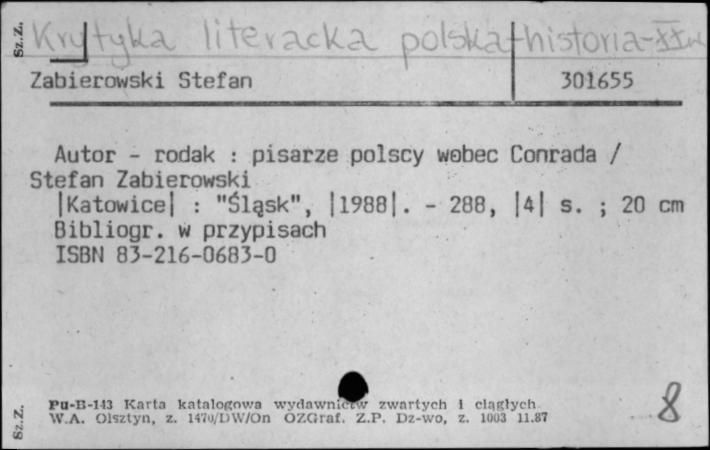 Sz.Z.
Krytyka literacka polska-historia-XXw
Zabierowski Stefan 301655
Autor - rodak : pisarze polscy wobec Conrada /
Stefan Zabierowski
|Katowice| : "Śląsk", |1988|. - 288, |4| s. ; 20 cm
Bibliogr. w przypisach
ISBN 83-216-0683-0
Pu-B-143 Karta katalogowa wydawnictw zwartych i ciągłych
W.A. Olsztyn, z. 1470/DW/On OZGraf. Z.P. Dz-wo, z. 1003 11.87
8
Sz.Z.